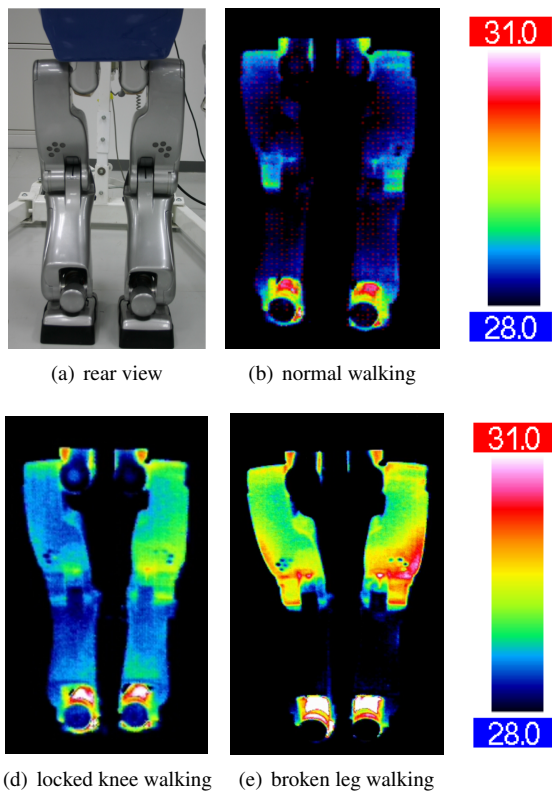 31.0
28.0
(a) rear view
(b) normal walking
31.0
28.0
(d) locked knee walking
(e) broken leg walking